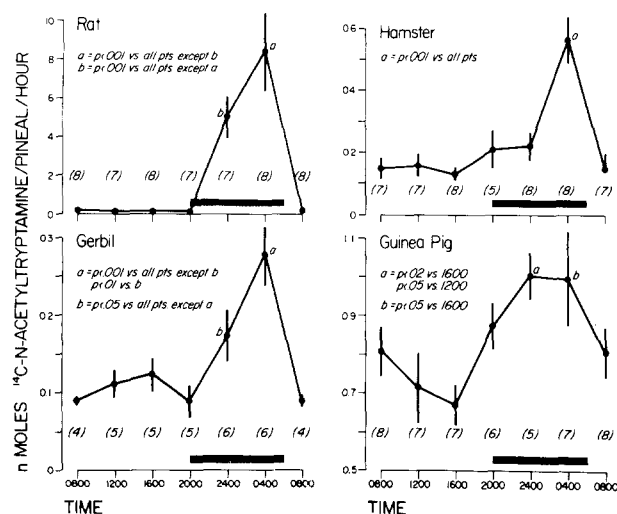 n MOLES ¹⁴C-N-ACETYLTRYPTAMINE/PINEAL/HOUR
Rat
a = p<.001 vs all pts except b
b = p<.001 vs all pts except a
10
8
6
4
2
0
(8) (7) (8) (7) (7) (8) (8)
Hamster
a = p<.001 vs all pts
0.6
0.4
0.2
0
(7) (7) (8) (5) (8) (8) (7)
a
b
a
Gerbil
a = p<.001 vs all pts except b
p<.01 vs b
b = p<.05 vs all pts except a
0.3
0.2
0.1
0
(4) (5) (5) (5) (6) (6) (4)
a
b
0800 1200 1600 2000 2400 0400 0800
TIME
Guinea Pig
a = p<.02 vs 1600
p<.05 vs 1200
b = p<.05 vs 1600
1.1
0.9
0.7
0.5
(8) (7) (7) (6) (5) (7) (8)
a
b
0800 1200 1600 2000 2400 0400 0800
TIME